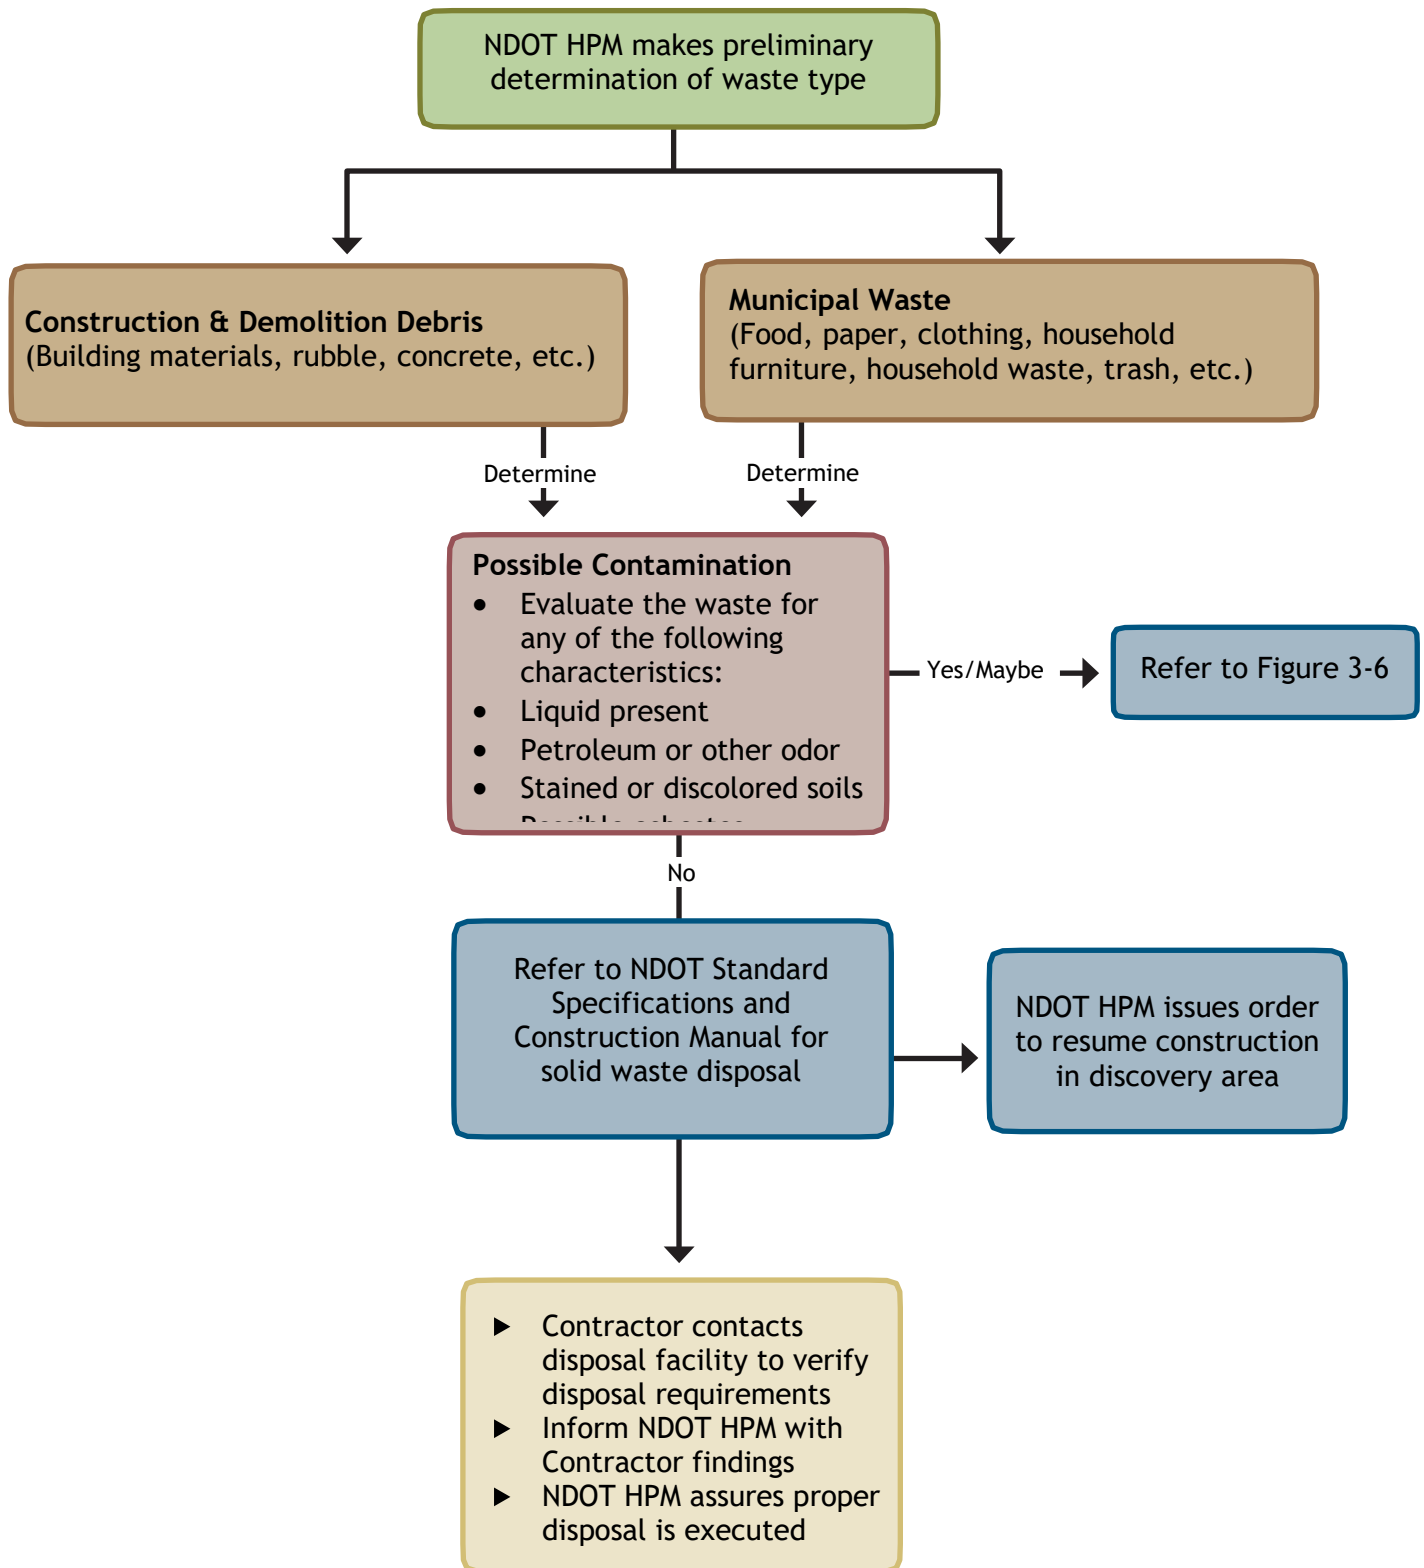 NDOT HPM makes preliminary
determination of waste type
Construction & Demolition Debris
(Building materials, rubble, concrete, etc.)
Municipal Waste
(Food, paper, clothing, household
furniture, household waste, trash, etc.)
Determine
Determine
Possible Contamination
• Evaluate the waste for
any of the following
characteristics:
• Liquid present
• Petroleum or other odor
• Stained or discolored soils
Yes/Maybe
Refer to Figure 3-6
No
Refer to NDOT Standard
Specifications and
Construction Manual for
solid waste disposal
NDOT HPM issues order
to resume construction
in discovery area
▶ Contractor contacts
disposal facility to verify
disposal requirements
▶ Inform NDOT HPM with
Contractor findings
▶ NDOT HPM assures proper
disposal is executed